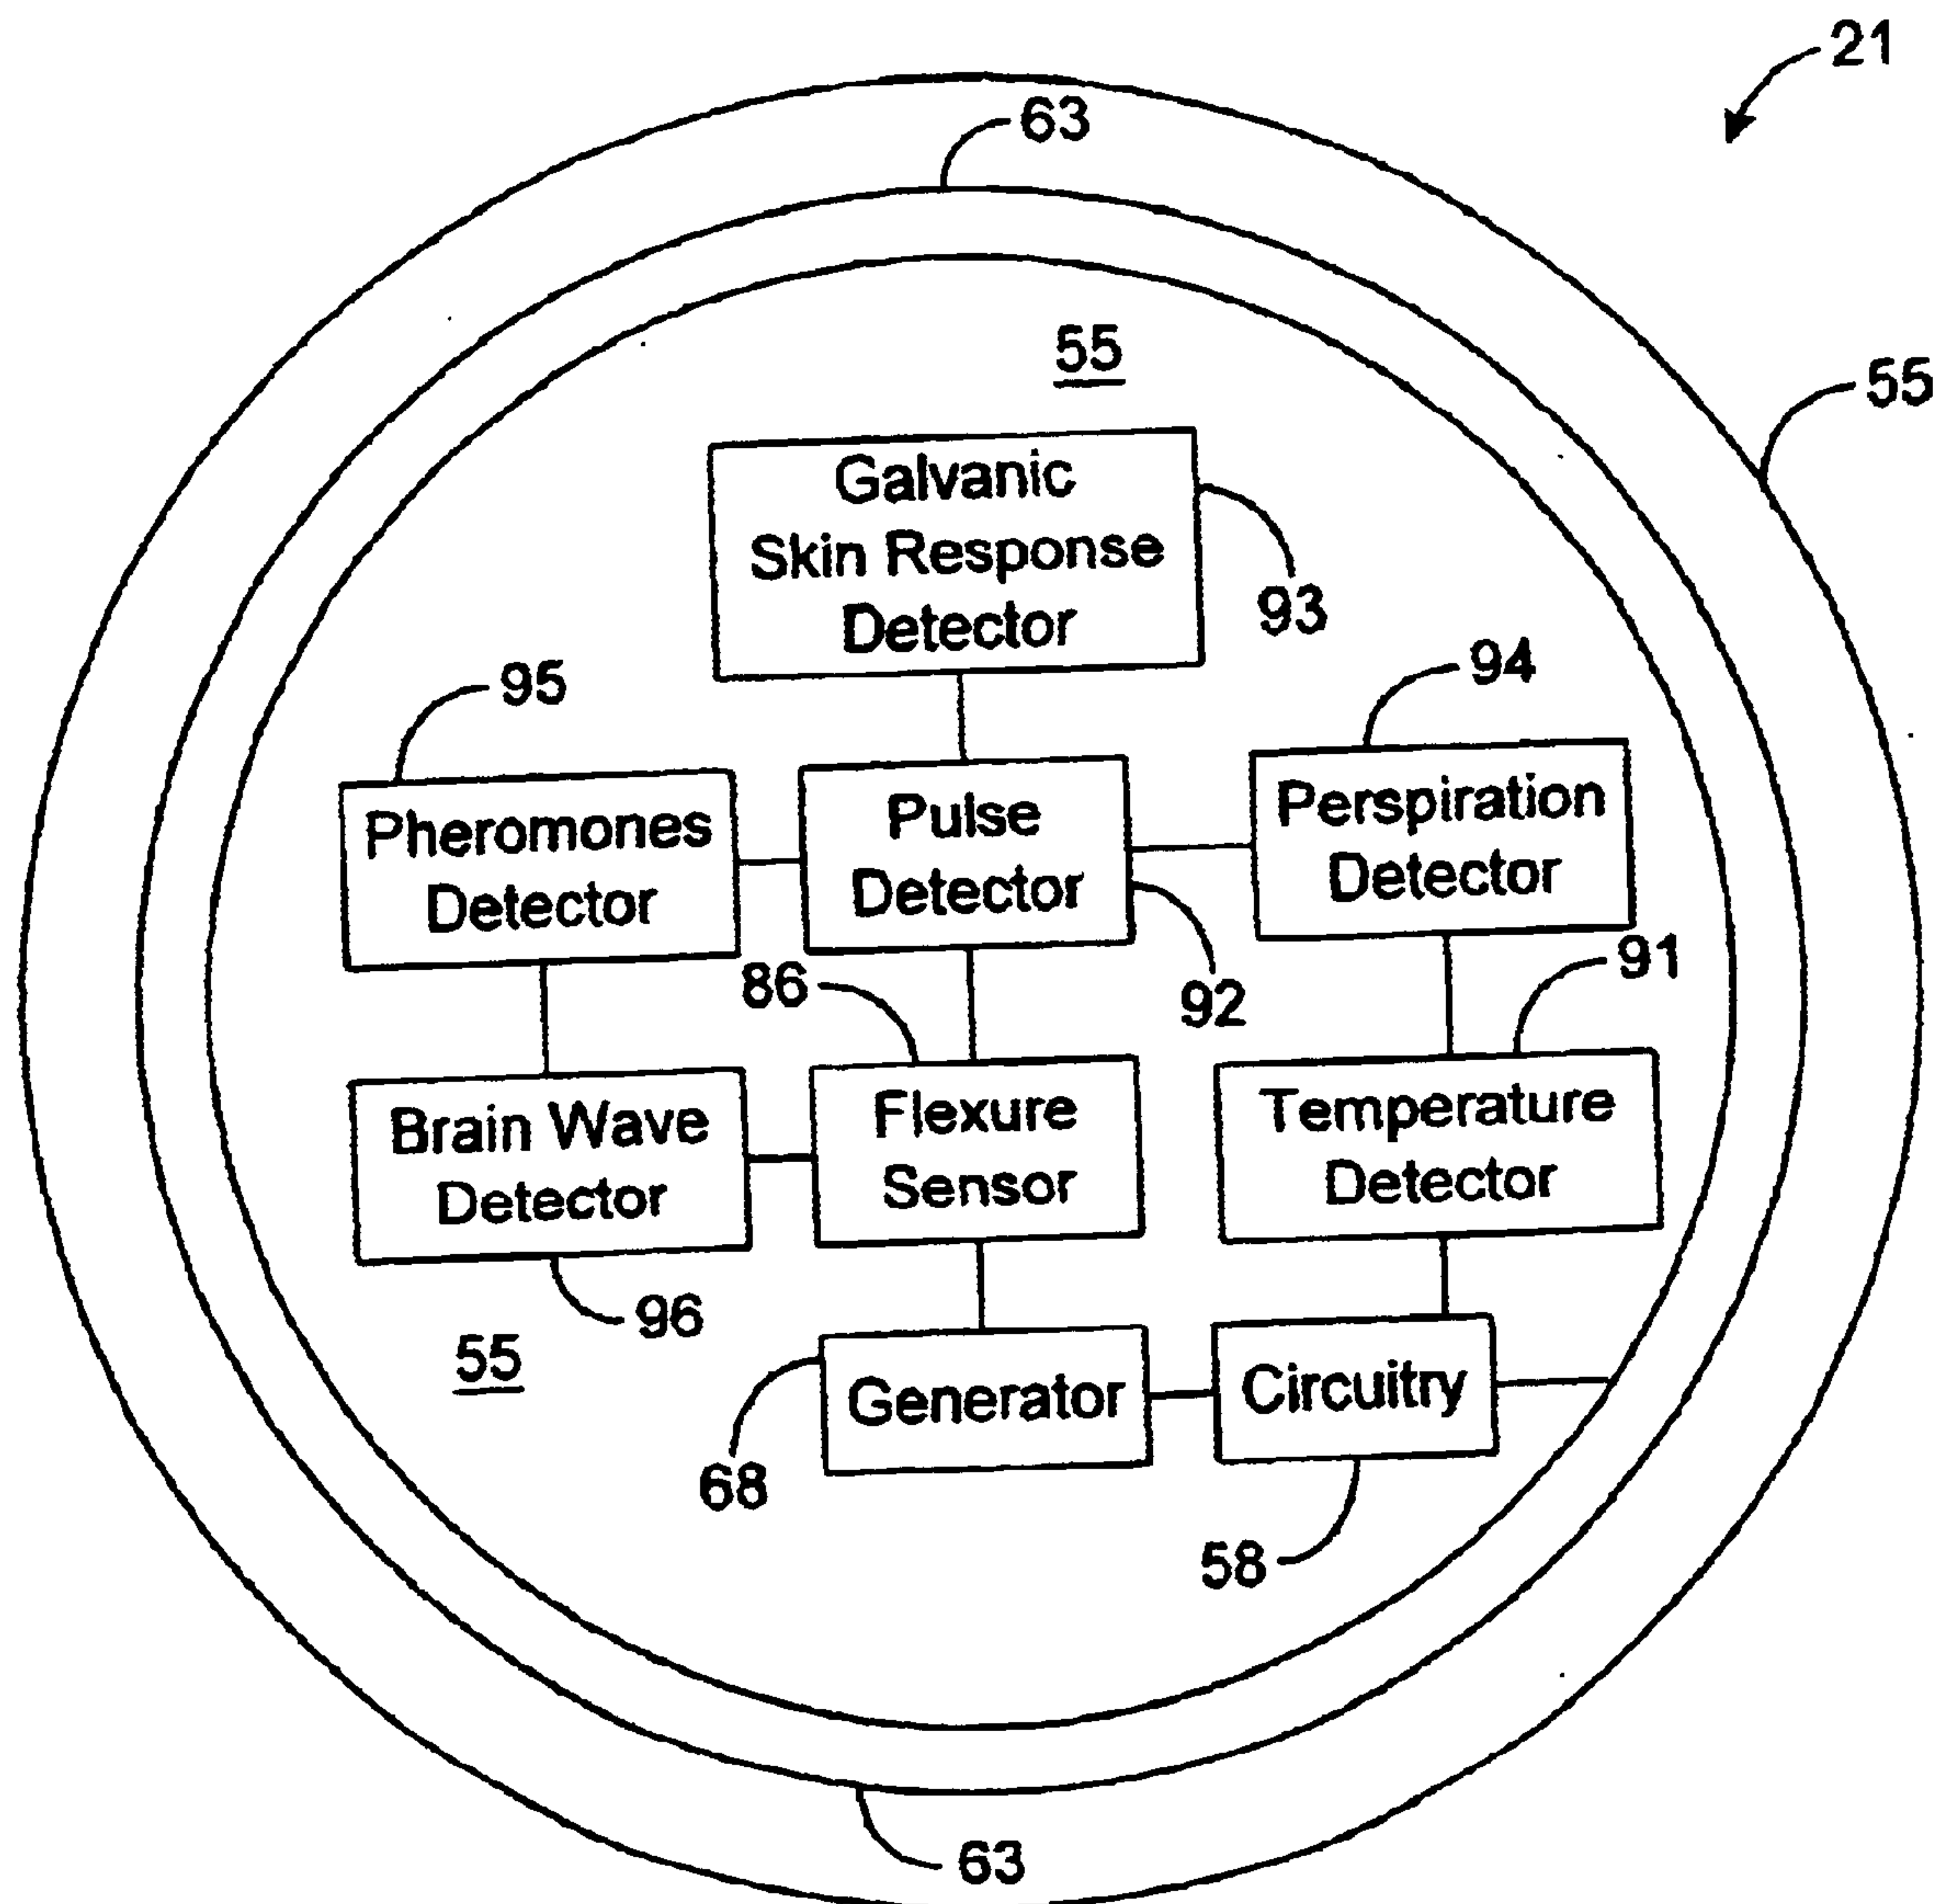 21
63
55
55
Galvanic
Skin Response
Detector
93
95
94
Pheromones
Detector
Pulse
Detector
Perspiration
Detector
86
92
91
Brain Wave
Detector
Flexure
Sensor
Temperature
Detector
96
55
68
Generator
Circuitry
58
63